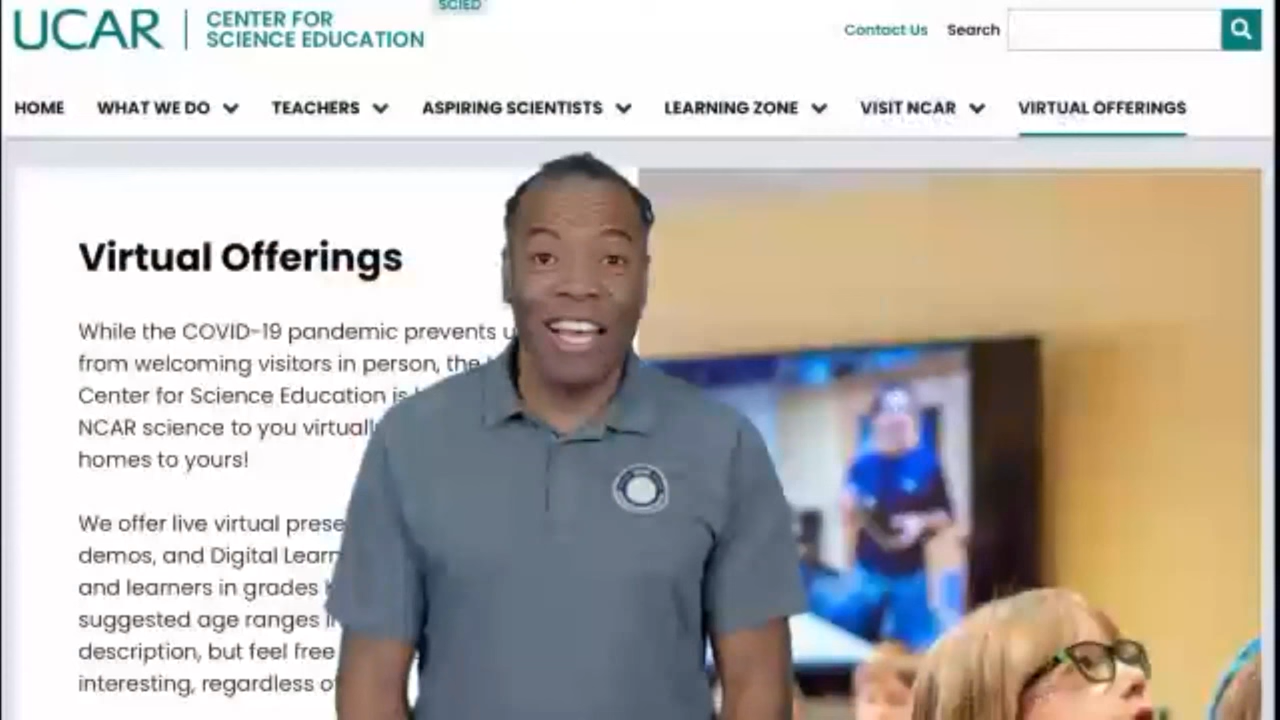 SCIED
UCAR
CENTER FOR
SCIENCE EDUCATION
Contact Us
Search
HOME
WHAT WE DO
TEACHERS
ASPIRING SCIENTISTS
LEARNING ZONE
VISIT NCAR
VIRTUAL OFFERINGS
Virtual Offerings
While the COVID-19 pandemic prevents
from welcoming visitors in person, the
Center for Science Education is
NCAR science to you
homes to yours!
We offer live virtual
demos, and Digital
and learners in grades
suggested age ranges
description, but feel free
interesting, regardless